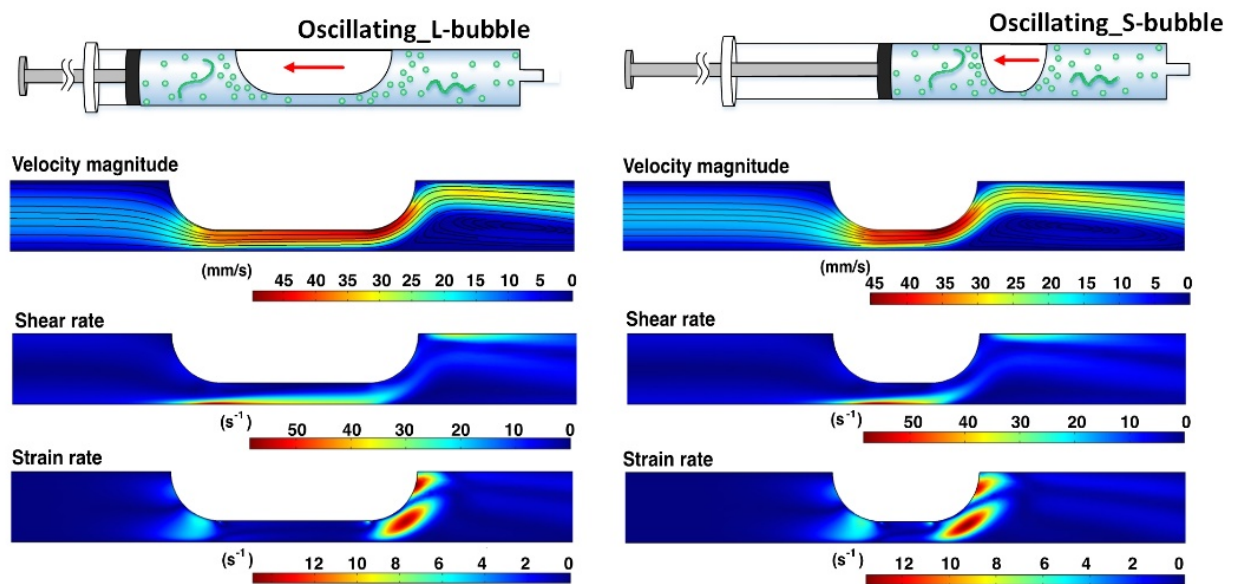 Oscillating_L-bubble
Velocity magnitude
(mm/s) 45 40 35 30 25 20 15 10 5 0
Shear rate
(s⁻¹) 50 40 30 20 10 0
Strain rate
(s⁻¹) 12 10 8 6 4 2 0
Oscillating_S-bubble
Velocity magnitude
(mm/s)
45 40 35 30 25 20 15 10 5 0
Shear rate
(s⁻¹) 50 40 30 20 10 0
Strain rate
(s⁻¹) 12 10 8 6 4 2 0